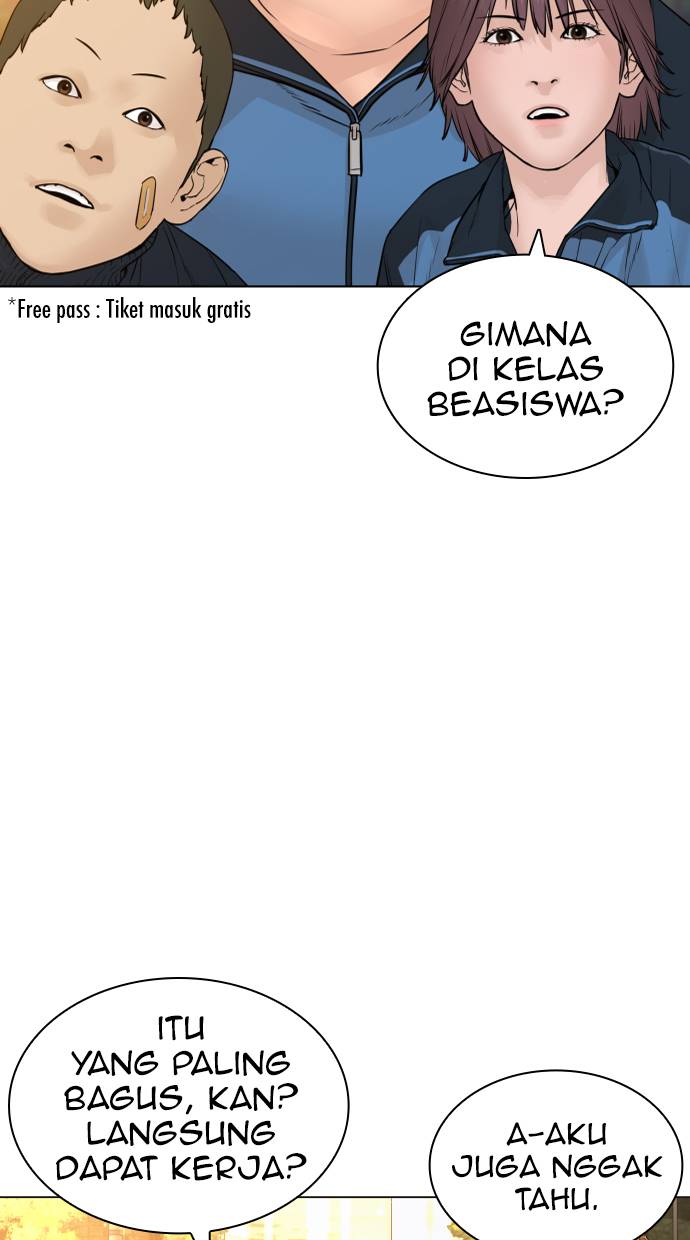 *Free pass : Tiket masuk gratis
GIMANA
DI KELAS
BEASISWA?
ITU
YANG PALING
BAGUS, KAN?
LANGSUNG
DAPAT KERJA?
A-AKU
JUGA NGGAK
TAHU.